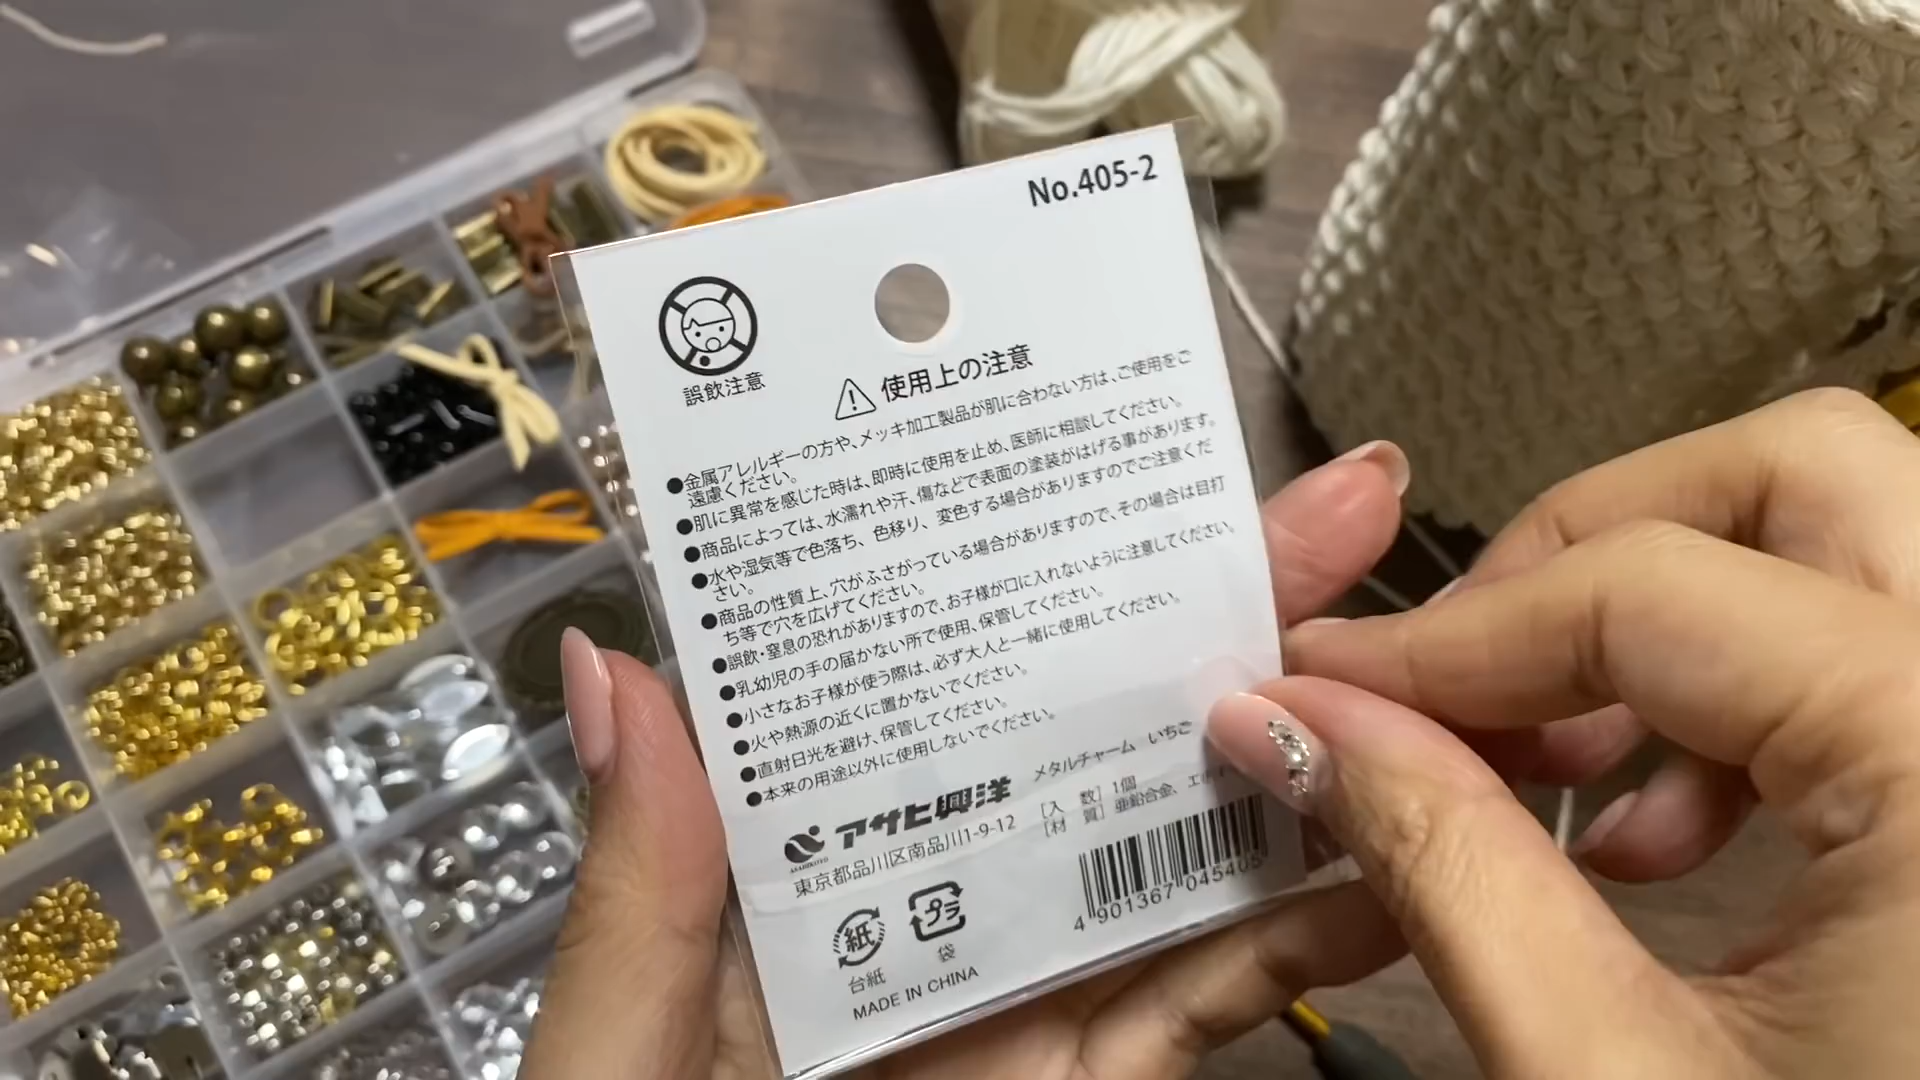 No.405-2
誤飲注意
使用上の注意
●金属アレルギーの方や、メッキ加工製品が肌に合わない方は、ご使用をご
遠慮ください。
●肌に異常を感じた時は、即時に使用を止め、医師に相談してください。
●商品によっては、水濡れや汗、傷などで表面の塗装がはげる事があります。
●水や湿気等で色落ち、色移り、変色する場合がありますのでご注意くだ
さい。
●商品の性質上、穴がふさがっている場合がありますので、その場合は目打
ち等で穴を広げてください。
●誤飲・窒息の恐れがありますので、お子様が口に入れないように注意してください。
●乳幼児の手の届かない所で使用、保管してください。
●小さなお子様が使う際は、必ず大人と一緒に使用してください。
●火や熱源の近くに置かないでください。
●直射日光を避け、保管してください。
●本来の用途以外に使用しないでください。
メタルチャーム いちご
[入 数] 1個
[材 質] 亜鉛合金、エポ
アサヒ興洋
ASAHIKOYO
東京都品川区南品川1-9-12
4 901367 045405
紙
台紙
プラ
袋
MADE IN CHINA